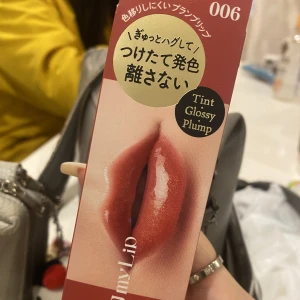 色移りしにくいプランプリップ
006
ぎゅっとハグして
つけたて発色
離さない
Tint
Glossy
Plump
myLip